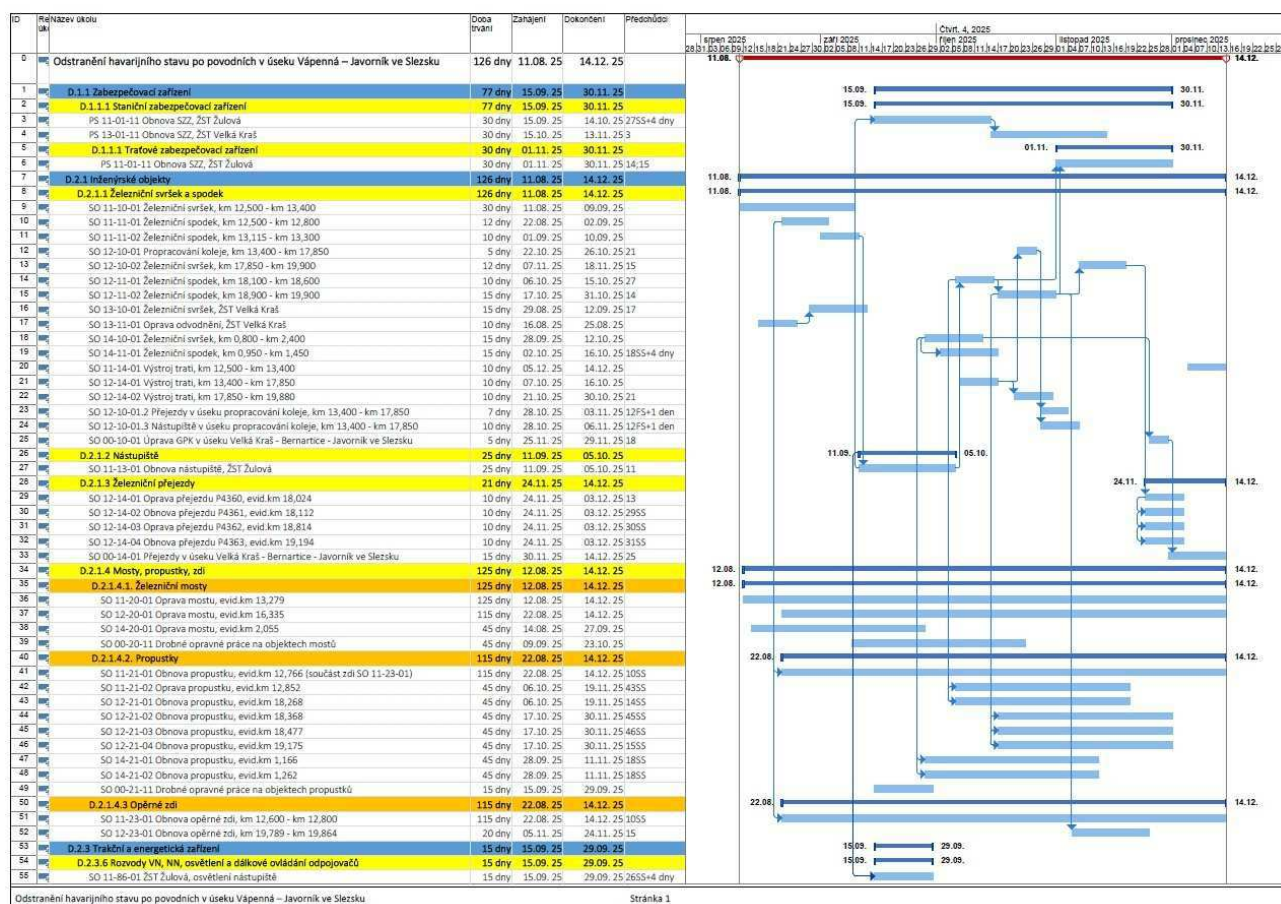 ID Název úkolu Doba trvání Zahájení Dokončení Předchůdci
Čtvrt. 4, 2025
srpen 2025 září 2025 říjen 2025 listopad 2025 prosinec 2025
0 Odstranění havarijního stavu po povodních v úseku Vápenná – Javorník ve Slezsku 126 dny 11.08. 25 14.12. 25 11.08. 14.12.
1 D.1.1 Zabezpečovací zařízení 77 dny 15.09. 25 30.11. 25 15.09. 30.11.
2 D.1.1.1 Staniční zabezpečovací zařízení 77 dny 15.09. 25 30.11. 25 15.09. 30.11.
3 PS 11-01-11 Obnova SZZ, ŽST Žulová 30 dny 15.09. 25 14.10. 25 27SS+4 dny
4 PS 13-01-11 Obnova SZZ, ŽST Velká Kraš 30 dny 15.10. 25 13.11. 25 3
5 D.1.1.1 Traťové zabezpečovací zařízení 30 dny 01.11. 25 30.11. 25 01.11. 30.11.
6 PS 11-01-11 Obnova SZZ, ŽST Žulová 30 dny 01.11. 25 30.11. 25 14;15
7 D.2.1 Inženýrské objekty 126 dny 11.08. 25 14.12. 25 11.08. 14.12.
8 D.2.1.1 Železniční svršek a spodek 126 dny 11.08. 25 14.12. 25 11.08. 14.12.
9 SO 11-10-01 Železniční svršek, km 12,500 - km 13,400 30 dny 11.08. 25 09.09. 25
10 SO 11-11-01 Železniční spodek, km 12,500 - km 12,800 12 dny 22.08. 25 02.09. 25
11 SO 11-11-02 Železniční spodek, km 13,115 - km 13,300 10 dny 01.09. 25 10.09. 25
12 SO 12-10-01 Propracování koleje, km 13,400 - km 17,850 5 dny 22.10. 25 26.10. 25 21
13 SO 12-10-02 Železniční svršek, km 17,850 - km 19,900 12 dny 07.11. 25 18.11. 25 15
14 SO 12-11-01 Železniční spodek, km 18,100 - km 18,600 10 dny 06.10. 25 15.10. 25 27
15 SO 12-11-02 Železniční spodek, km 18,900 - km 19,900 15 dny 17.10. 25 31.10. 25 14
16 SO 13-10-01 Železniční svršek, ŽST Velká Kraš 15 dny 29.08. 25 12.09. 25 17
17 SO 13-11-01 Oprava odvodnění, ŽST Velká Kraš 10 dny 16.08. 25 25.08. 25
18 SO 14-10-01 Železniční svršek, km 0,800 - km 2,400 15 dny 28.09. 25 12.10. 25
19 SO 14-11-01 Železniční spodek, km 0,950 - km 1,450 15 dny 02.10. 25 16.10. 25 18SS+4 dny
20 SO 11-14-01 Výstroj trati, km 12,500 - km 13,400 10 dny 05.12. 25 14.12. 25
21 SO 12-14-01 Výstroj trati, km 13,400 - km 17,850 10 dny 07.10. 25 16.10. 25
22 SO 12-14-02 Výstroj trati, km 17,850 - km 19,880 10 dny 21.10. 25 30.10. 25 21
23 SO 12-10-01.2 Přejezdy v úseku propracování koleje, km 13,400 - km 17,850 7 dny 28.10. 25 03.11. 25 12FS+1 den
24 SO 12-10-01.3 Nástupiště v úseku propracování koleje, km 13,400 - km 17,850 10 dny 28.10. 25 06.11. 25 12FS+1 den
25 SO 00-10-01 Úprava GPK v úseku Velká Kraš - Bernartice - Javorník ve Slezsku 5 dny 25.11. 25 29.11. 25 18
26 D.2.1.2 Nástupiště 25 dny 11.09. 25 05.10. 25 11.09. 05.10.
27 SO 11-13-01 Obnova nástupiště, ŽST Žulová 25 dny 11.09. 25 05.10. 25 11
28 D.2.1.3 Železniční přejezdy 21 dny 24.11. 25 14.12. 25 24.11. 14.12.
29 SO 12-14-01 Oprava přejezdu P4360, evid.km 18,024 10 dny 24.11. 25 03.12. 25 13
30 SO 12-14-02 Obnova přejezdu P4361, evid.km 18,112 10 dny 24.11. 25 03.12. 25 29SS
31 SO 12-14-03 Oprava přejezdu P4362, evid.km 18,814 10 dny 24.11. 25 03.12. 25 30SS
32 SO 12-14-04 Obnova přejezdu P4363, evid.km 19,194 10 dny 24.11. 25 03.12. 25 31SS
33 SO 00-14-01 Přejezdy v úseku Velká Kraš - Bernartice - Javorník ve Slezsku 15 dny 30.11. 25 14.12. 25 25
34 D.2.1.4 Mosty, propustky, zdi 125 dny 12.08. 25 14.12. 25 12.08. 14.12.
35 D.2.1.4.1. Železniční mosty 125 dny 12.08. 25 14.12. 25 12.08. 14.12.
36 SO 11-20-01 Oprava mostu, evid.km 13,279 125 dny 12.08. 25 14.12. 25
37 SO 12-20-01 Oprava mostu, evid.km 16,335 115 dny 22.08. 25 14.12. 25
38 SO 14-20-01 Oprava mostu, evid.km 2,055 45 dny 14.08. 25 27.09. 25
39 SO 00-20-11 Drobné opravné práce na objektech mostů 45 dny 09.09. 25 23.10. 25
40 D.2.1.4.2. Propustky 115 dny 22.08. 25 14.12. 25 22.08. 14.12.
41 SO 11-21-01 Obnova propustku, evid.km 12,766 (součást zdi SO 11-23-01) 115 dny 22.08. 25 14.12. 25 10SS
42 SO 11-21-02 Oprava propustku, evid.km 12,852 45 dny 06.10. 25 19.11. 25 43SS
43 SO 12-21-01 Obnova propustku, evid.km 18,268 45 dny 06.10. 25 19.11. 25 14SS
44 SO 12-21-02 Obnova propustku, evid.km 18,368 45 dny 17.10. 25 30.11. 25 45SS
45 SO 12-21-03 Obnova propustku, evid.km 18,477 45 dny 17.10. 25 30.11. 25 46SS
46 SO 12-21-04 Obnova propustku, evid.km 19,175 45 dny 17.10. 25 30.11. 25 15SS
47 SO 14-21-01 Obnova propustku, evid.km 1,166 45 dny 28.09. 25 11.11. 25 18SS
48 SO 14-21-02 Obnova propustku, evid.km 1,262 45 dny 28.09. 25 11.11. 25 18SS
49 SO 00-21-11 Drobné opravné práce na objektech propustků 15 dny 15.09. 25 29.09. 25
50 D.2.1.4.3 Opěrné zdi 115 dny 22.08. 25 14.12. 25 22.08. 14.12.
51 SO 11-23-01 Obnova opěrné zdi, km 12,600 - km 12,800 115 dny 22.08. 25 14.12. 25 10SS
52 SO 12-23-01 Obnova opěrné zdi, km 19,789 - km 19,864 20 dny 05.11. 25 24.11. 25 15
53 D.2.3 Trakční a energetická zařízení 15 dny 15.09. 25 29.09. 25 15.09. 29.09.
54 D.2.3.6 Rozvody VN, NN, osvětlení a dálkové ovládání odpojovačů 15 dny 15.09. 25 29.09. 25 15.09. 29.09.
55 SO 11-86-01 ŽST Žulová, osvětlení nástupiště 15 dny 15.09. 25 29.09. 25 26SS+4 dny
Odstranění havarijního stavu po povodních v úseku Vápenná – Javorník ve Slezsku Stránka 1